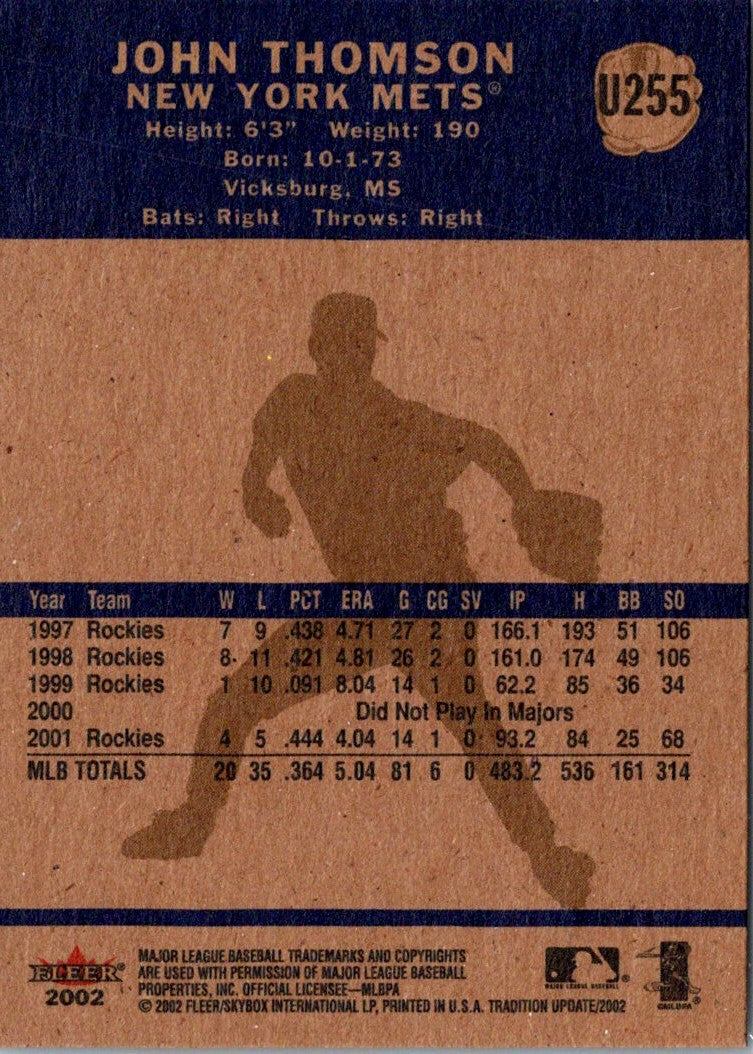 JOHN THOMSON
NEW YORK METS®
U255
Height: 6'3" Weight: 190
Born: 10-1-73
Vicksburg, MS
Bats: Right Throws: Right
Year Team W L PCT ERA G CG SV IP H BB SO
1997 Rockies 7 9 .438 4.71 27 2 0 166.1 193 51 106
1998 Rockies 8 11 .421 4.81 26 2 0 161.0 174 49 106
1999 Rockies 1 10 .091 8.04 14 1 0 62.2 85 36 34
2000 Did Not Play In Majors
2001 Rockies 4 5 .444 4.04 14 1 0 93.2 84 25 68
MLB TOTALS 20 35 .364 5.04 81 6 0 483.2 536 161 314
FLEER®
2002
MAJOR LEAGUE BASEBALL TRADEMARKS AND COPYRIGHTS
ARE USED WITH PERMISSION OF MAJOR LEAGUE BASEBALL
PROPERTIES, INC. OFFICIAL LICENSEE—MLBPA
© 2002 FLEER/SKYBOX INTERNATIONAL LP, PRINTED IN U.S.A. TRADITION UPDATE/2002
MAJOR LEAGUE BASEBALL